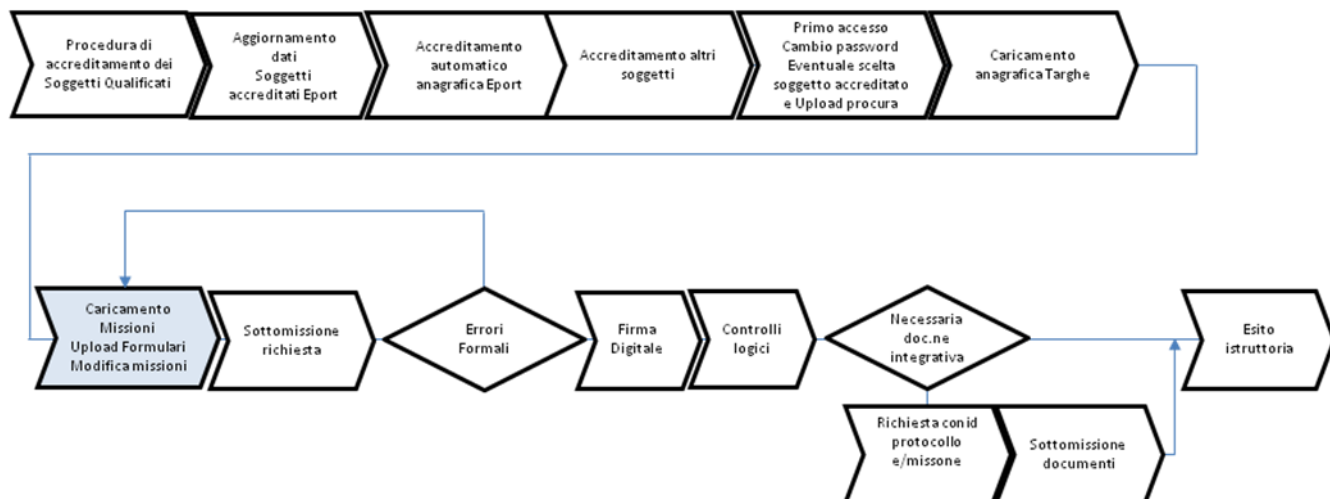 Procedura di
accreditamento dei
Soggetti Qualificati
Aggiornamento
dati
Soggetti
accreditati Eport
Accreditamento
automatico
anagrafica Eport
Accreditamento altri
soggetti
Primo accesso
Cambio password
Eventuale scelta
soggetto accreditato
e Upload procura
Caricamento
anagrafica Targhe
Caricamento
Missioni
Upload Formulari
Modifica missioni
Sottomissione
richiesta
Errori
Formali
Firma
Digitale
Controlli
logici
Necessaria
doc.ne
integrativa
Esito
istruttoria
Richiesta con id
protocollo
e/missone
Sottomissione
documenti